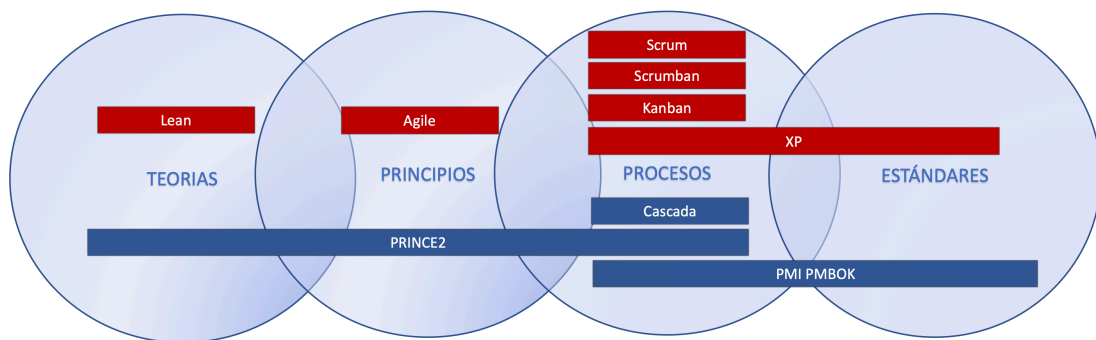 Scrum
Scrumban
Lean
Agile
Kanban
XP
TEORIAS
PRINCIPIOS
PROCESOS
ESTÁNDARES
Cascada
PRINCE2
PMI PMBOK